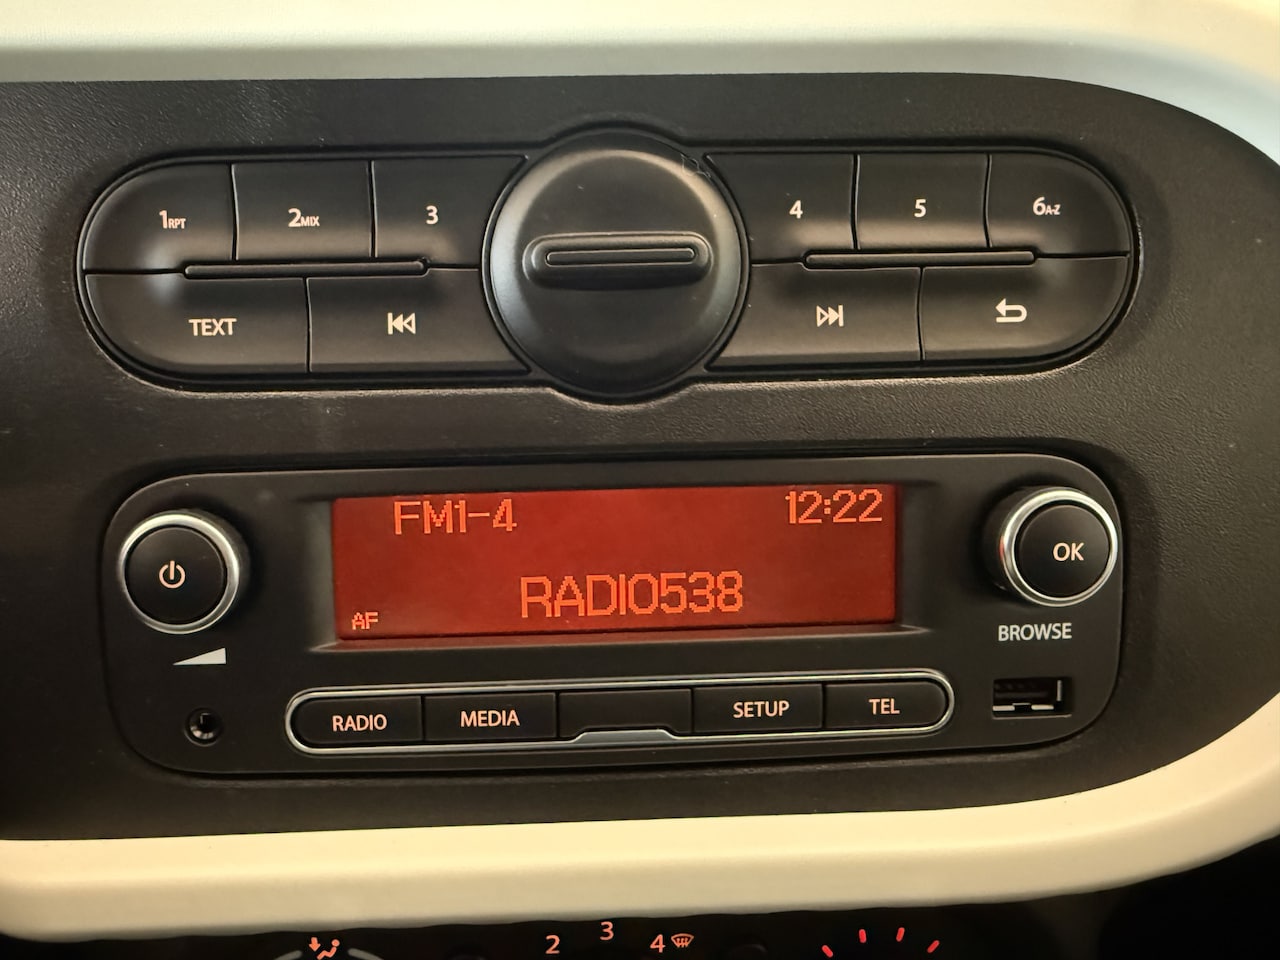 1RPT 2MIX 3 4 5 6A-Z
TEXT
FM1-4 12:22
RADIO538
AF
OK
BROWSE
RADIO MEDIA SETUP TEL
2 3 4